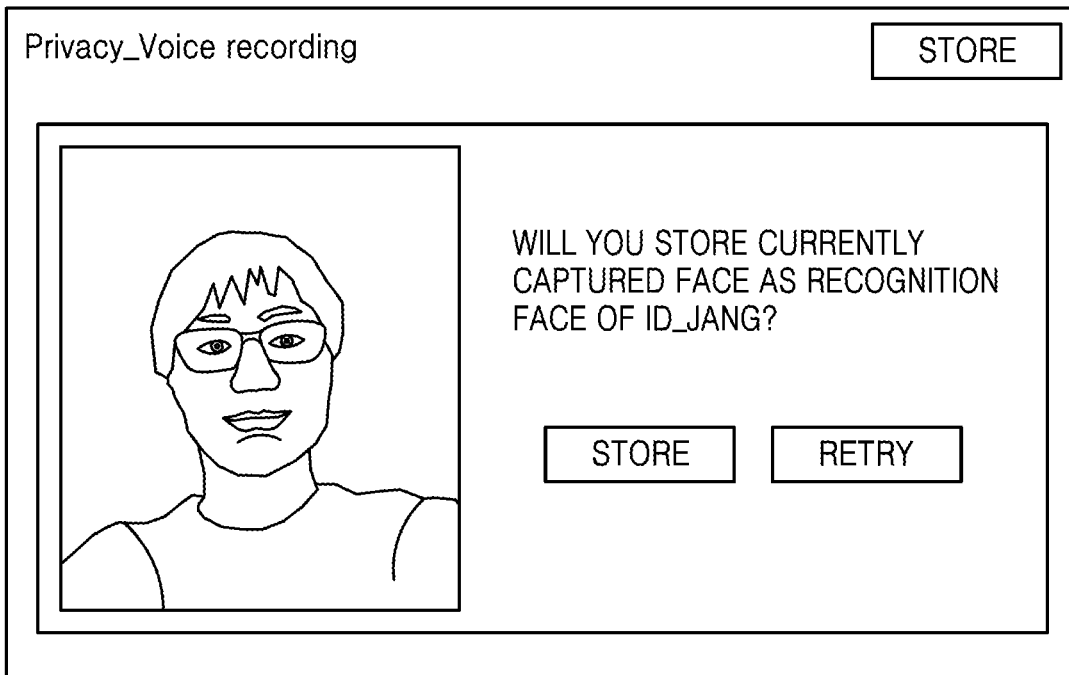 Privacy_Voice recording
STORE
WILL YOU STORE CURRENTLY
CAPTURED FACE AS RECOGNITION
FACE OF ID_JANG?
STORE
RETRY